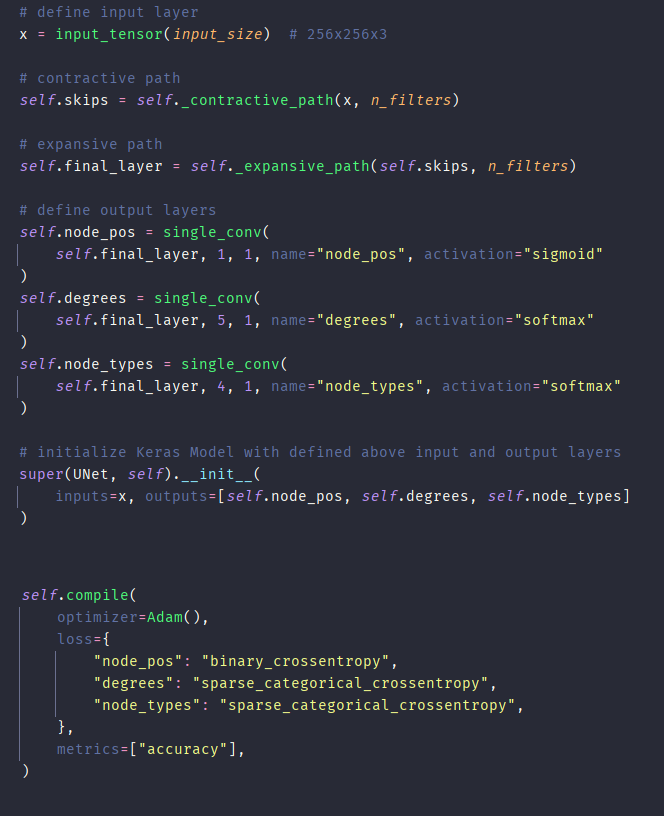 # define input layer
x = input_tensor(input_size)  # 256x256x3
# contractive path
self.skips = self._contractive_path(x, n_filters)
# expansive path
self.final_layer = self._expansive_path(self.skips, n_filters)
# define output layers
self.node_pos = single_conv(
    self.final_layer, 1, 1, name="node_pos", activation="sigmoid"
)
self.degrees = single_conv(
    self.final_layer, 5, 1, name="degrees", activation="softmax"
)
self.node_types = single_conv(
    self.final_layer, 4, 1, name="node_types", activation="softmax"
)
# initialize Keras Model with defined above input and output layers
super(UNet, self).__init__(
    inputs=x, outputs=[self.node_pos, self.degrees, self.node_types]
)
self.compile(
    optimizer=Adam(),
    loss={
        "node_pos": "binary_crossentropy",
        "degrees": "sparse_categorical_crossentropy",
        "node_types": "sparse_categorical_crossentropy",
    },
    metrics=["accuracy"],
)